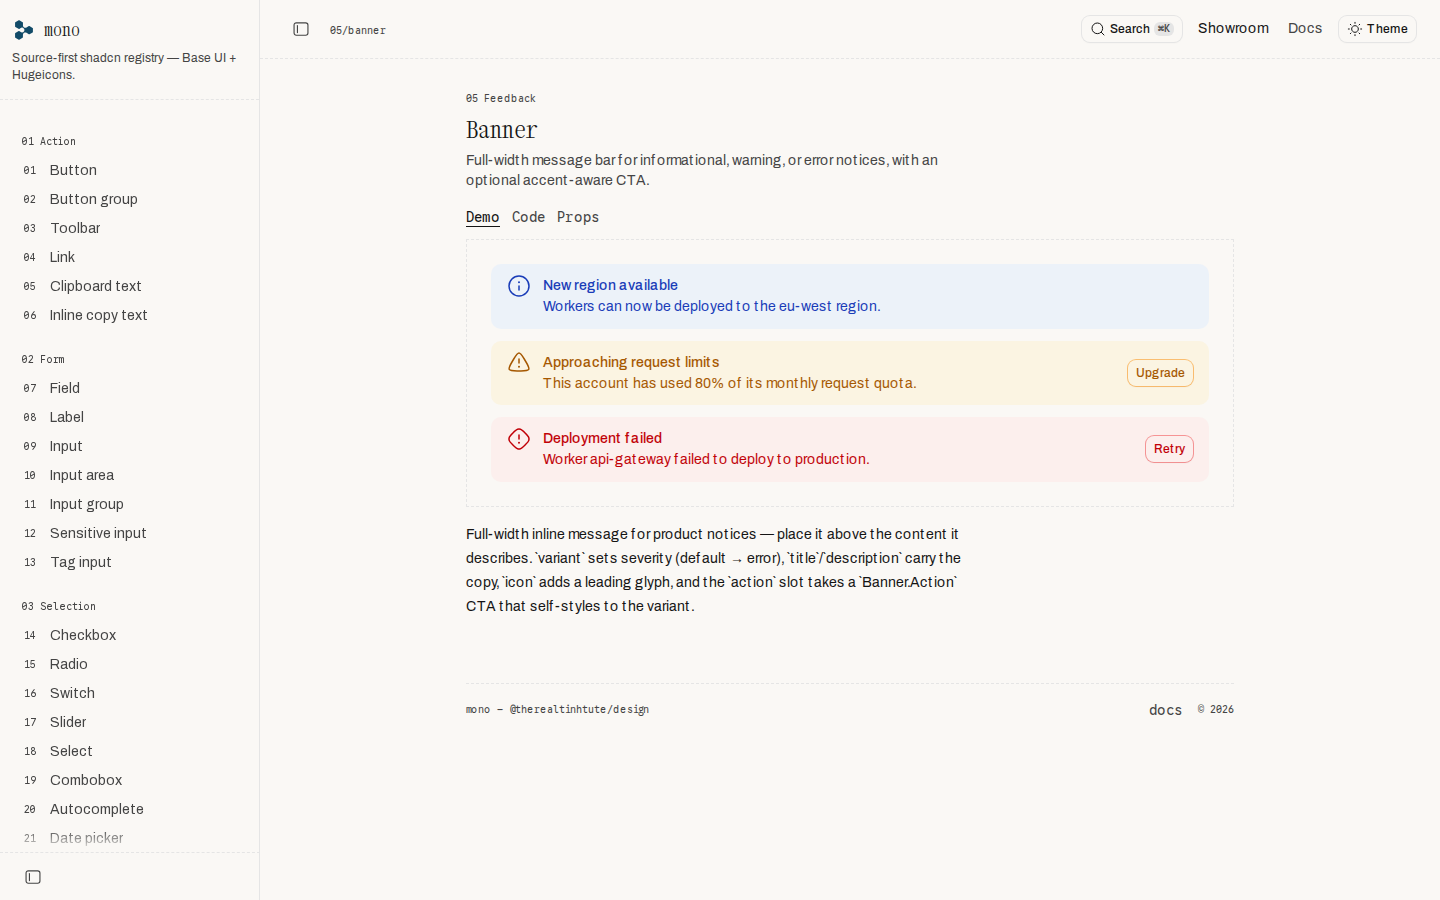 mono
Source-first shadcn registry — Base UI +
Hugeicons.
01 Action
01 Button
02 Button group
03 Toolbar
04 Link
05 Clipboard text
06 Inline copy text
02 Form
07 Field
08 Label
09 Input
10 Input area
11 Input group
12 Sensitive input
13 Tag input
03 Selection
14 Checkbox
15 Radio
16 Switch
17 Slider
18 Select
19 Combobox
20 Autocomplete
21 Date picker
05/banner
Search ⌘K
Showroom
Docs
Theme
05 Feedback
Banner
Full-width message bar for informational, warning, or error notices, with an
optional accent-aware CTA.
Demo Code Props
New region available
Workers can now be deployed to the eu-west region.
Approaching request limits
This account has used 80% of its monthly request quota.
Upgrade
Deployment failed
Worker api-gateway failed to deploy to production.
Retry
Full-width inline message for product notices — place it above the content it
describes. `variant` sets severity (default → error), `title`/`description` carry the
copy, `icon` adds a leading glyph, and the `action` slot takes a `Banner.Action`
CTA that self-styles to the variant.
mono — @therealtinhtute/design
docs © 2026